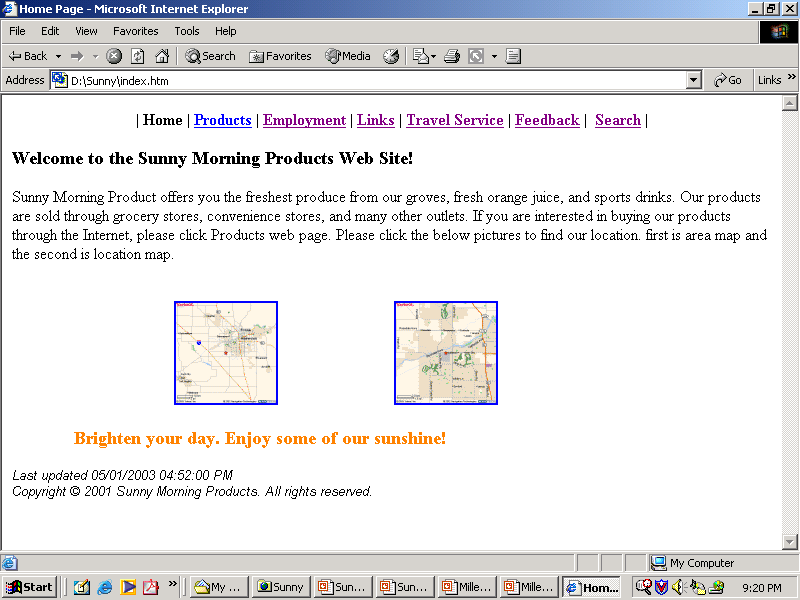 Home Page - Microsoft Internet Explorer
File Edit View Favorites Tools Help
Back Search Favorites Media
Address D:\Sunny\index.htm Go Links »
| Home | Products | Employment | Links | Travel Service | Feedback | Search |
Welcome to the Sunny Morning Products Web Site!
Sunny Morning Product offers you the freshest produce from our groves, fresh orange juice, and sports drinks. Our products
are sold through grocery stores, convenience stores, and many other outlets. If you are interested in buying our products
through the Internet, please click Products web page. Please click the below pictures to find our location. first is area map and
the second is location map.
Brighten your day. Enjoy some of our sunshine!
Last updated 05/01/2003 04:52:00 PM
Copyright © 2001 Sunny Morning Products. All rights reserved.
My Computer
Start » My ... Sunny Sun... Sun... Mille... Mille... Hom... 9:20 PM